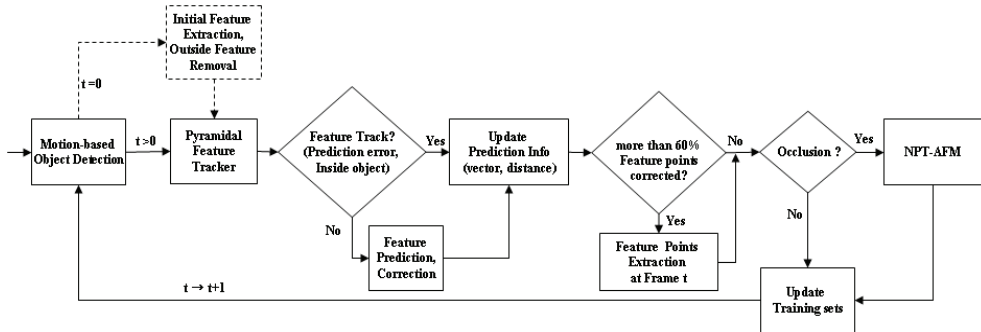 Initial Feature
Extraction,
Outside Feature
Removal
t =0
Motion-based
Object Detection
t >0
Pyramidal
Feature
Tracker
Feature Track?
(Prediction error,
Inside object)
Yes
No
Feature
Prediction,
Correction
Update
Prediction Info
(vector, distance)
more than 60%
Feature points
corrected?
No
Yes
Feature Points
Extraction
at Frame t
Occlusion ?
Yes
No
NPT-AFM
Update
Training sets
t → t+1